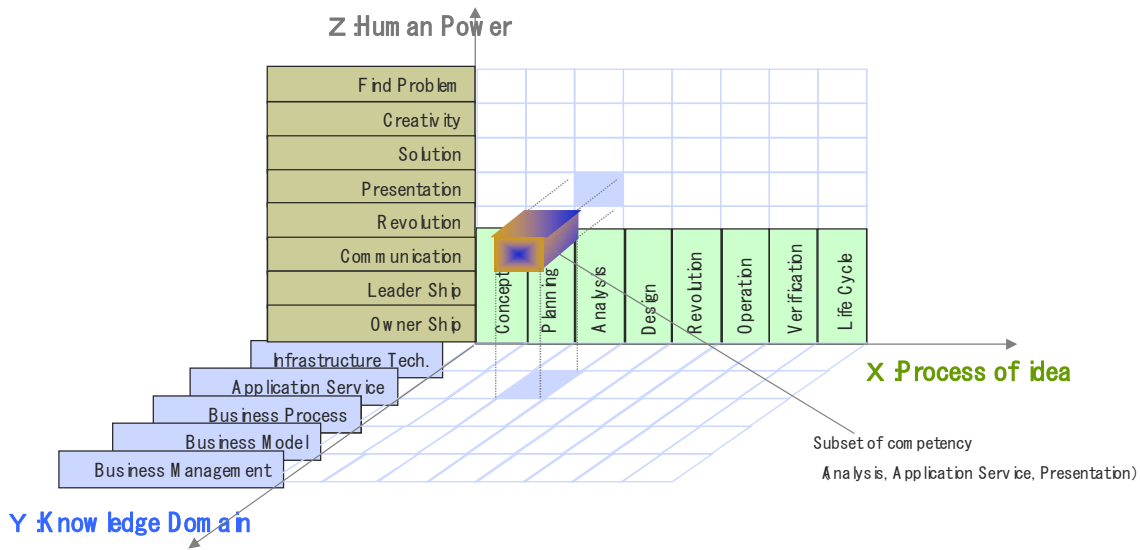 Z :Human Power
Find Problem
Creativity
Solution
Presentation
Revolution
Communication
Leader Ship
Owner Ship
Concept
Planning
Analysis
Design
Revolution
Operation
Verification
Life Cycle
Infrastructure Tech.
Application Service
Business Process
Business Model
Business Management
X :Process of idea
Subset of competency
(Analysis, Application Service, Presentation)
Y :Knowledge Domain